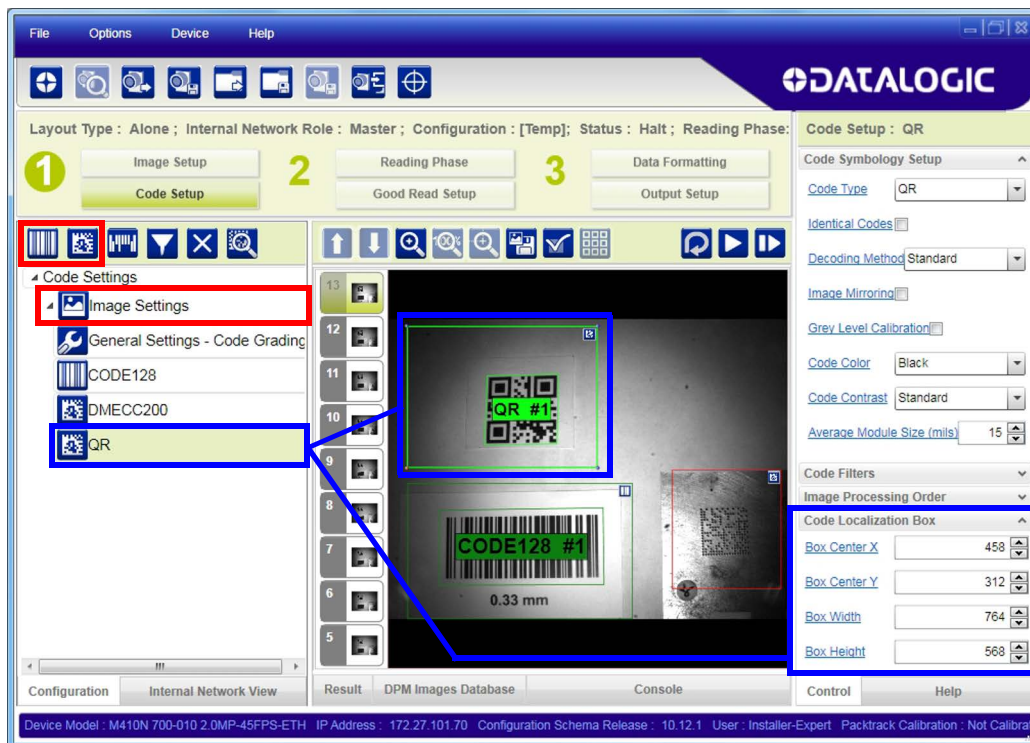 File Options Device Help
DATALOGIC
Layout Type : Alone ; Internal Network Role : Master ; Configuration : [Temp]; Status : Halt ; Reading Phase:
1 Image Setup 2 Reading Phase 3 Data Formatting
Code Setup Good Read Setup Output Setup
Code Settings
Image Settings
General Settings - Code Grading
CODE128
DMECC200
QR
Configuration Internal Network View
13
12
11
10
9
8
7
6
5
QR #1
CODE128 #1
0.33 mm
Result DPM Images Database Console
Code Setup : QR
Code Symbology Setup
Code Type QR
Identical Codes
Decoding Method Standard
Image Mirroring
Grey Level Calibration
Code Color Black
Code Contrast Standard
Average Module Size (mils) 15
Code Filters
Image Processing Order
Code Localization Box
Box Center X 458
Box Center Y 312
Box Width 764
Box Height 568
Control Help
Device Model : M410N 700-010 2.0MP-45FPS-ETH IP Address : 172.27.101.70 Configuration Schema Release : 10.12.1 User : Installer-Expert Packtrack Calibration : Not Calibra